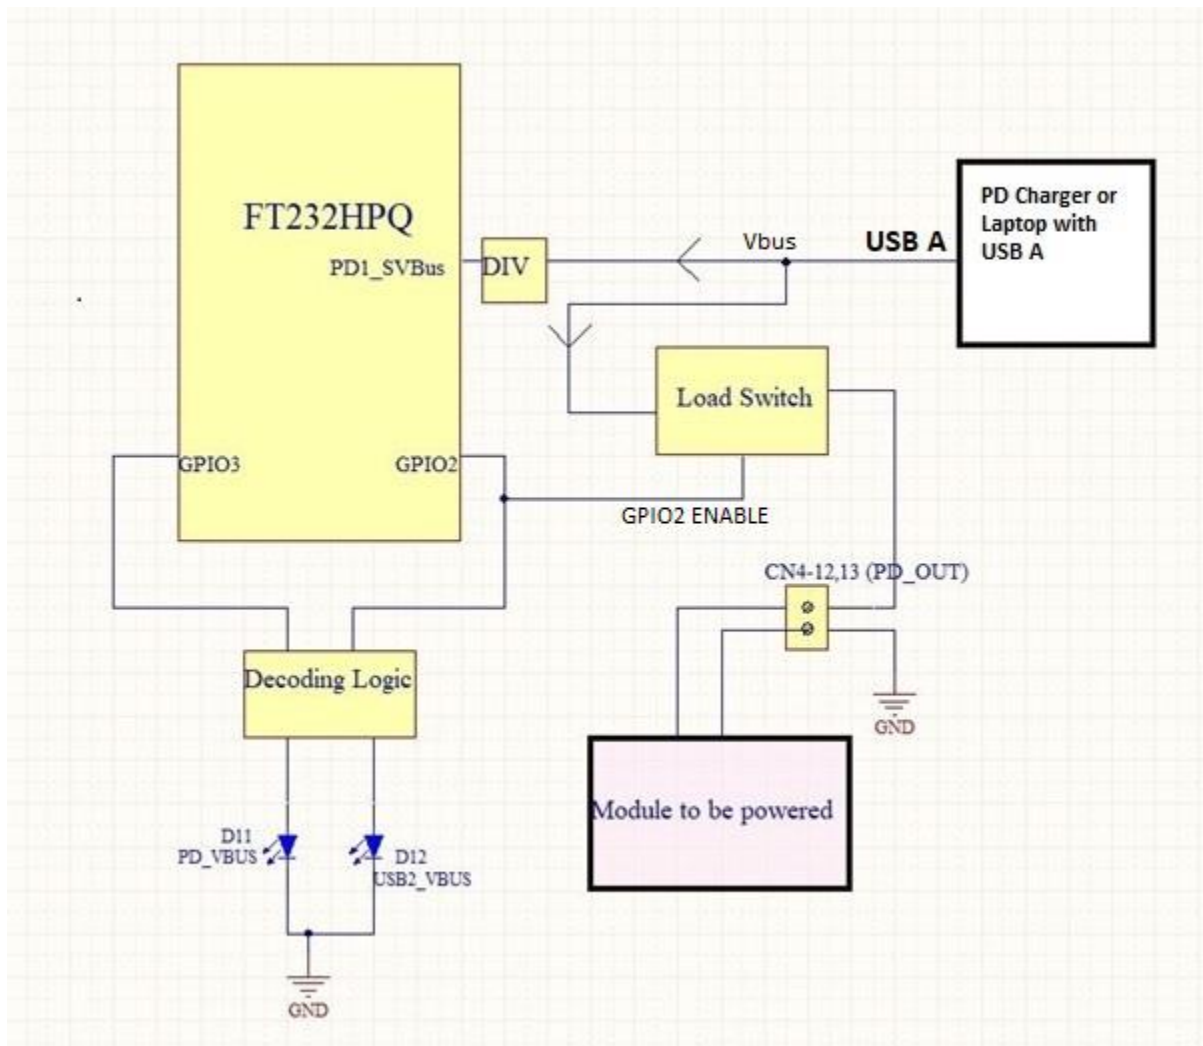 FT232HPQ
PD1_SVBus
DIV
Vbus
USB A
PD Charger or
Laptop with
USB A
Load Switch
GPIO3
GPIO2
GPIO2 ENABLE
CN4-12,13 (PD_OUT)
Decoding Logic
GND
Module to be powered
D11
PD_VBUS
D12
USB2_VBUS
GND